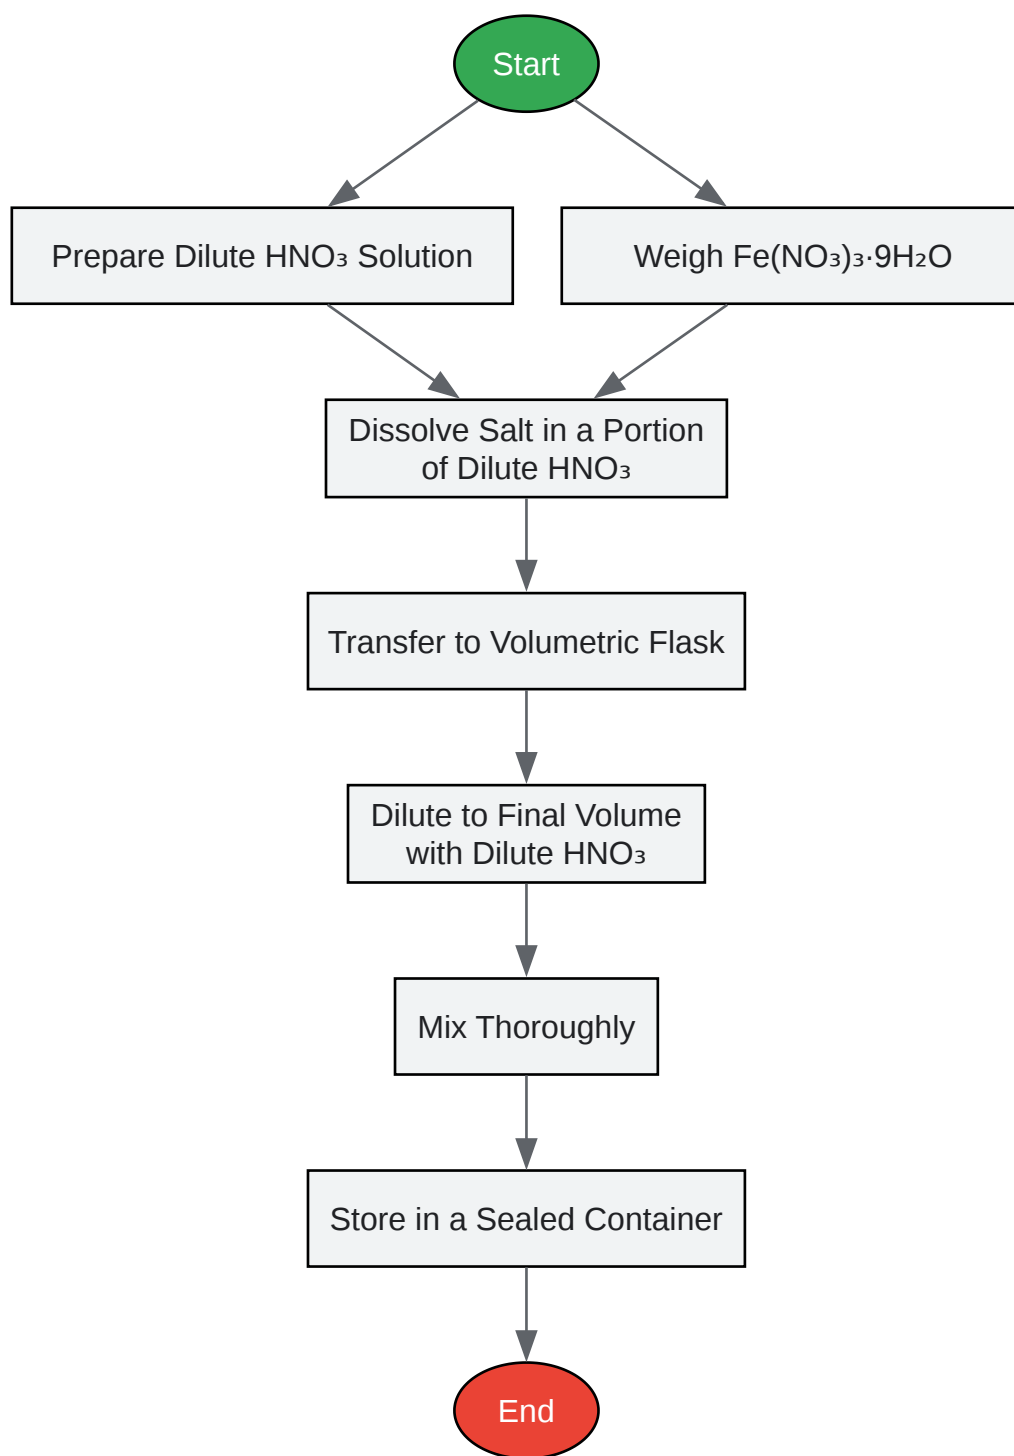 Start
Prepare Dilute HNO₃ Solution
Weigh Fe(NO₃)₃·9H₂O
Dissolve Salt in a Portion
of Dilute HNO₃
Transfer to Volumetric Flask
Dilute to Final Volume
with Dilute HNO₃
Mix Thoroughly
Store in a Sealed Container
End